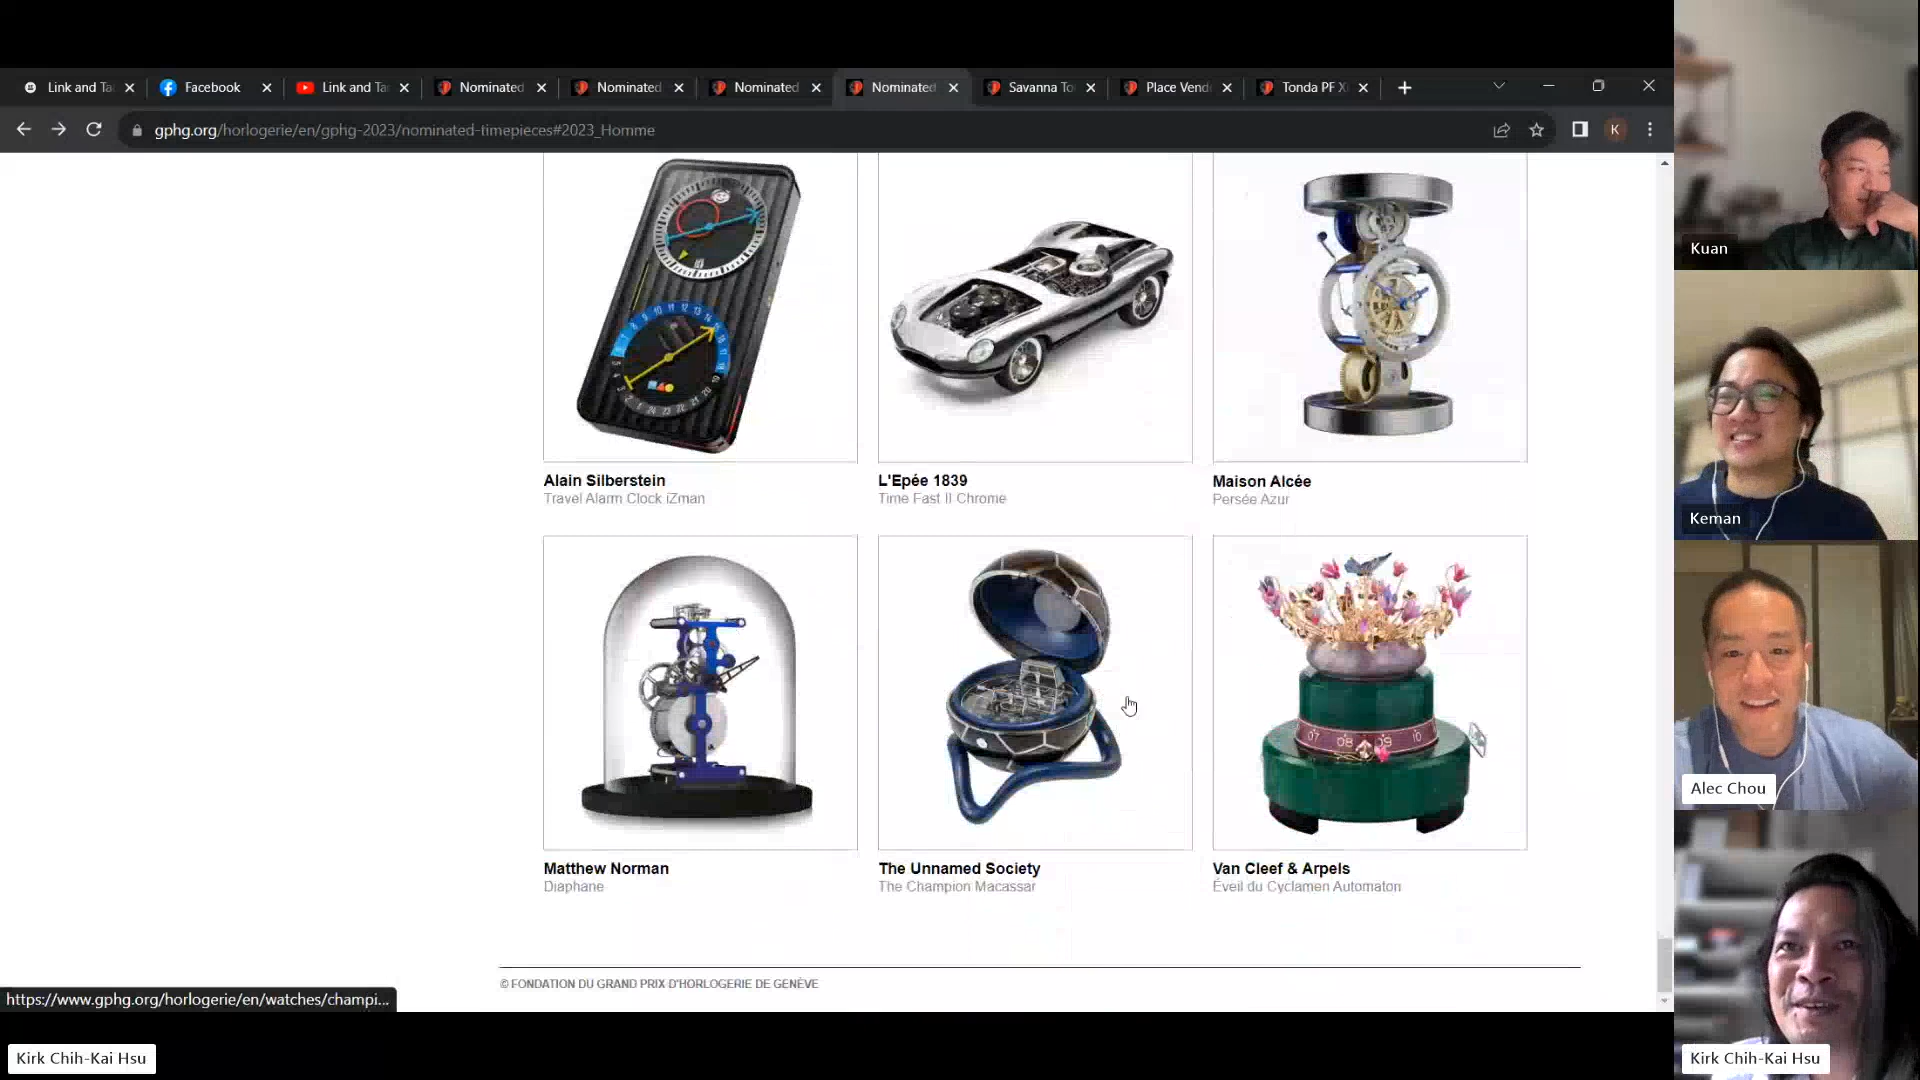 Link and Ta
Facebook
Link and Ta
Nominated
Nominated
Nominated
Nominated
Savanna To
Place Vend
Tonda PF X
gphg.org/horlogerie/en/gphg-2023/nominated-timepieces#2023_Homme
K
Kuan
Alain Silberstein
Travel Alarm Clock iZman
L'Epée 1839
Time Fast II Chrome
Maison Alcée
Persée Azur
Keman
07 08 09 10
Alec Chou
Matthew Norman
Diaphane
The Unnamed Society
The Champion Macassar
Van Cleef & Arpels
Éveil du Cyclamen Automaton
© FONDATION DU GRAND PRIX D'HORLOGERIE DE GENÈVE
https://www.gphg.org/horlogerie/en/watches/champi...
Kirk Chih-Kai Hsu
Kirk Chih-Kai Hsu